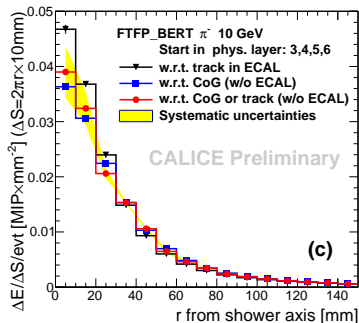 FTFP_BERT π⁻ 10 GeV
Start in phys. layer: 3,4,5,6
w.r.t. track in ECAL
w.r.t. CoG (w/o ECAL)
w.r.t. CoG or track (w/o ECAL)
Systematic uncertainties
CALICE Preliminary
(c)
ΔE/ΔS/evt [MIP×mm⁻²] (ΔS=2πr×10mm)
0.05
0.04
0.03
0.02
0.01
0
0 20 40 60 80 100 120 140
r from shower axis [mm]